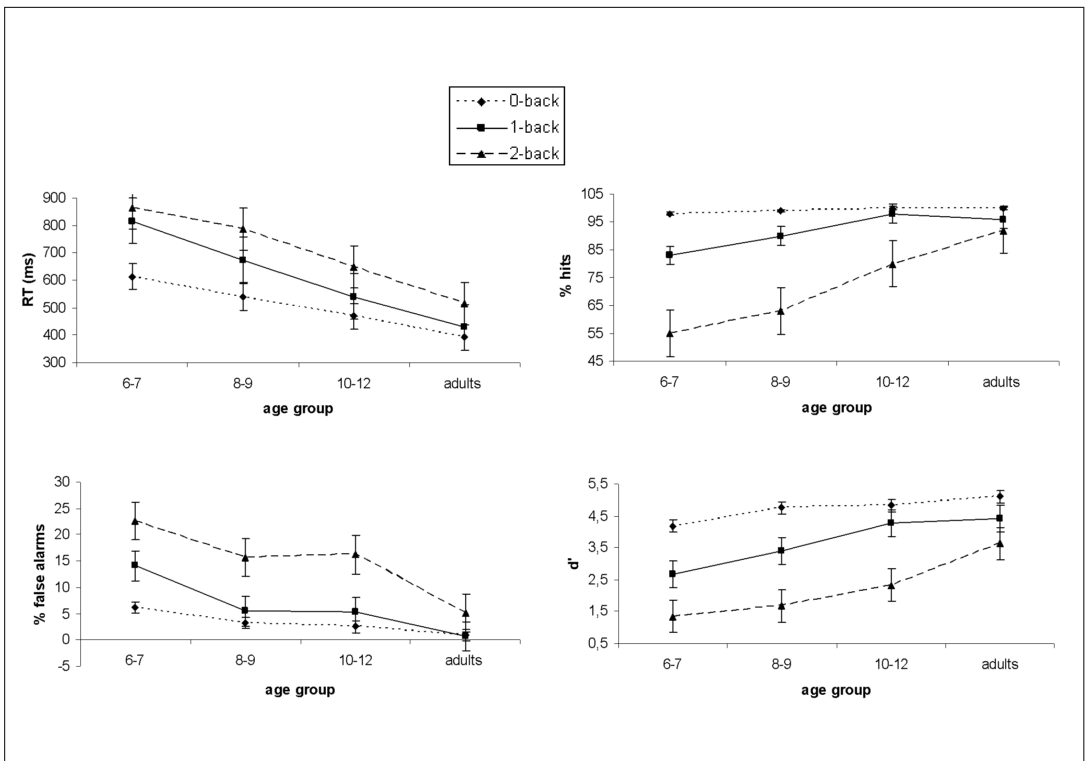 0-back
1-back
2-back
900
800
700
600
500
400
300
RT (ms)
6-7 8-9 10-12 adults
age group
105
95
85
75
65
55
45
% hits
6-7 8-9 10-12 adults
age group
30
25
20
15
10
5
0
-5
% false alarms
6-7 8-9 10-12 adults
age group
5,5
4,5
3,5
2,5
1,5
0,5
d'
6-7 8-9 10-12 adults
age group